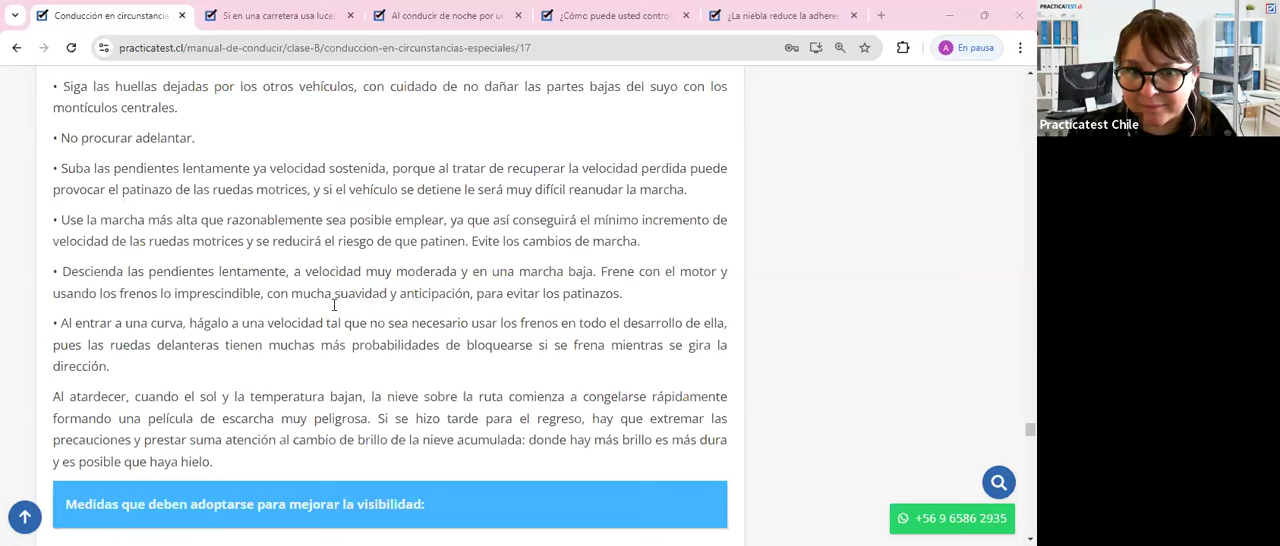 Conducción en circunstancias
Si en una carretera usa luce
Al conducir de noche por un
¿Cómo puede usted contro
¿La niebla reduce la adhere
practicatest.cl/manual-de-conducir/clase-B/conduccion-en-circunstancias-especiales/17
A En pausa
• Siga las huellas dejadas por los otros vehículos, con cuidado de no dañar las partes bajas del suyo con los
montículos centrales.
• No procurar adelantar.
• Suba las pendientes lentamente ya velocidad sostenida, porque al tratar de recuperar la velocidad perdida puede
provocar el patinazo de las ruedas motrices, y si el vehículo se detiene le será muy difícil reanudar la marcha.
• Use la marcha más alta que razonablemente sea posible emplear, ya que así conseguirá el mínimo incremento de
velocidad de las ruedas motrices y se reducirá el riesgo de que patinen. Evite los cambios de marcha.
• Descienda las pendientes lentamente, a velocidad muy moderada y en una marcha baja. Frene con el motor y
usando los frenos lo imprescindible, con mucha suavidad y anticipación, para evitar los patinazos.
• Al entrar a una curva, hágalo a una velocidad tal que no sea necesario usar los frenos en todo el desarrollo de ella,
pues las ruedas delanteras tienen muchas más probabilidades de bloquearse si se frena mientras se gira la
dirección.
Al atardecer, cuando el sol y la temperatura bajan, la nieve sobre la ruta comienza a congelarse rápidamente
formando una película de escarcha muy peligrosa. Si se hizo tarde para el regreso, hay que extremar las
precauciones y prestar suma atención al cambio de brillo de la nieve acumulada: donde hay más brillo es más dura
y es posible que haya hielo.
Medidas que deben adoptarse para mejorar la visibilidad:
+56 9 6586 2935
PRACTICATEST.cl
Practicatest Chile